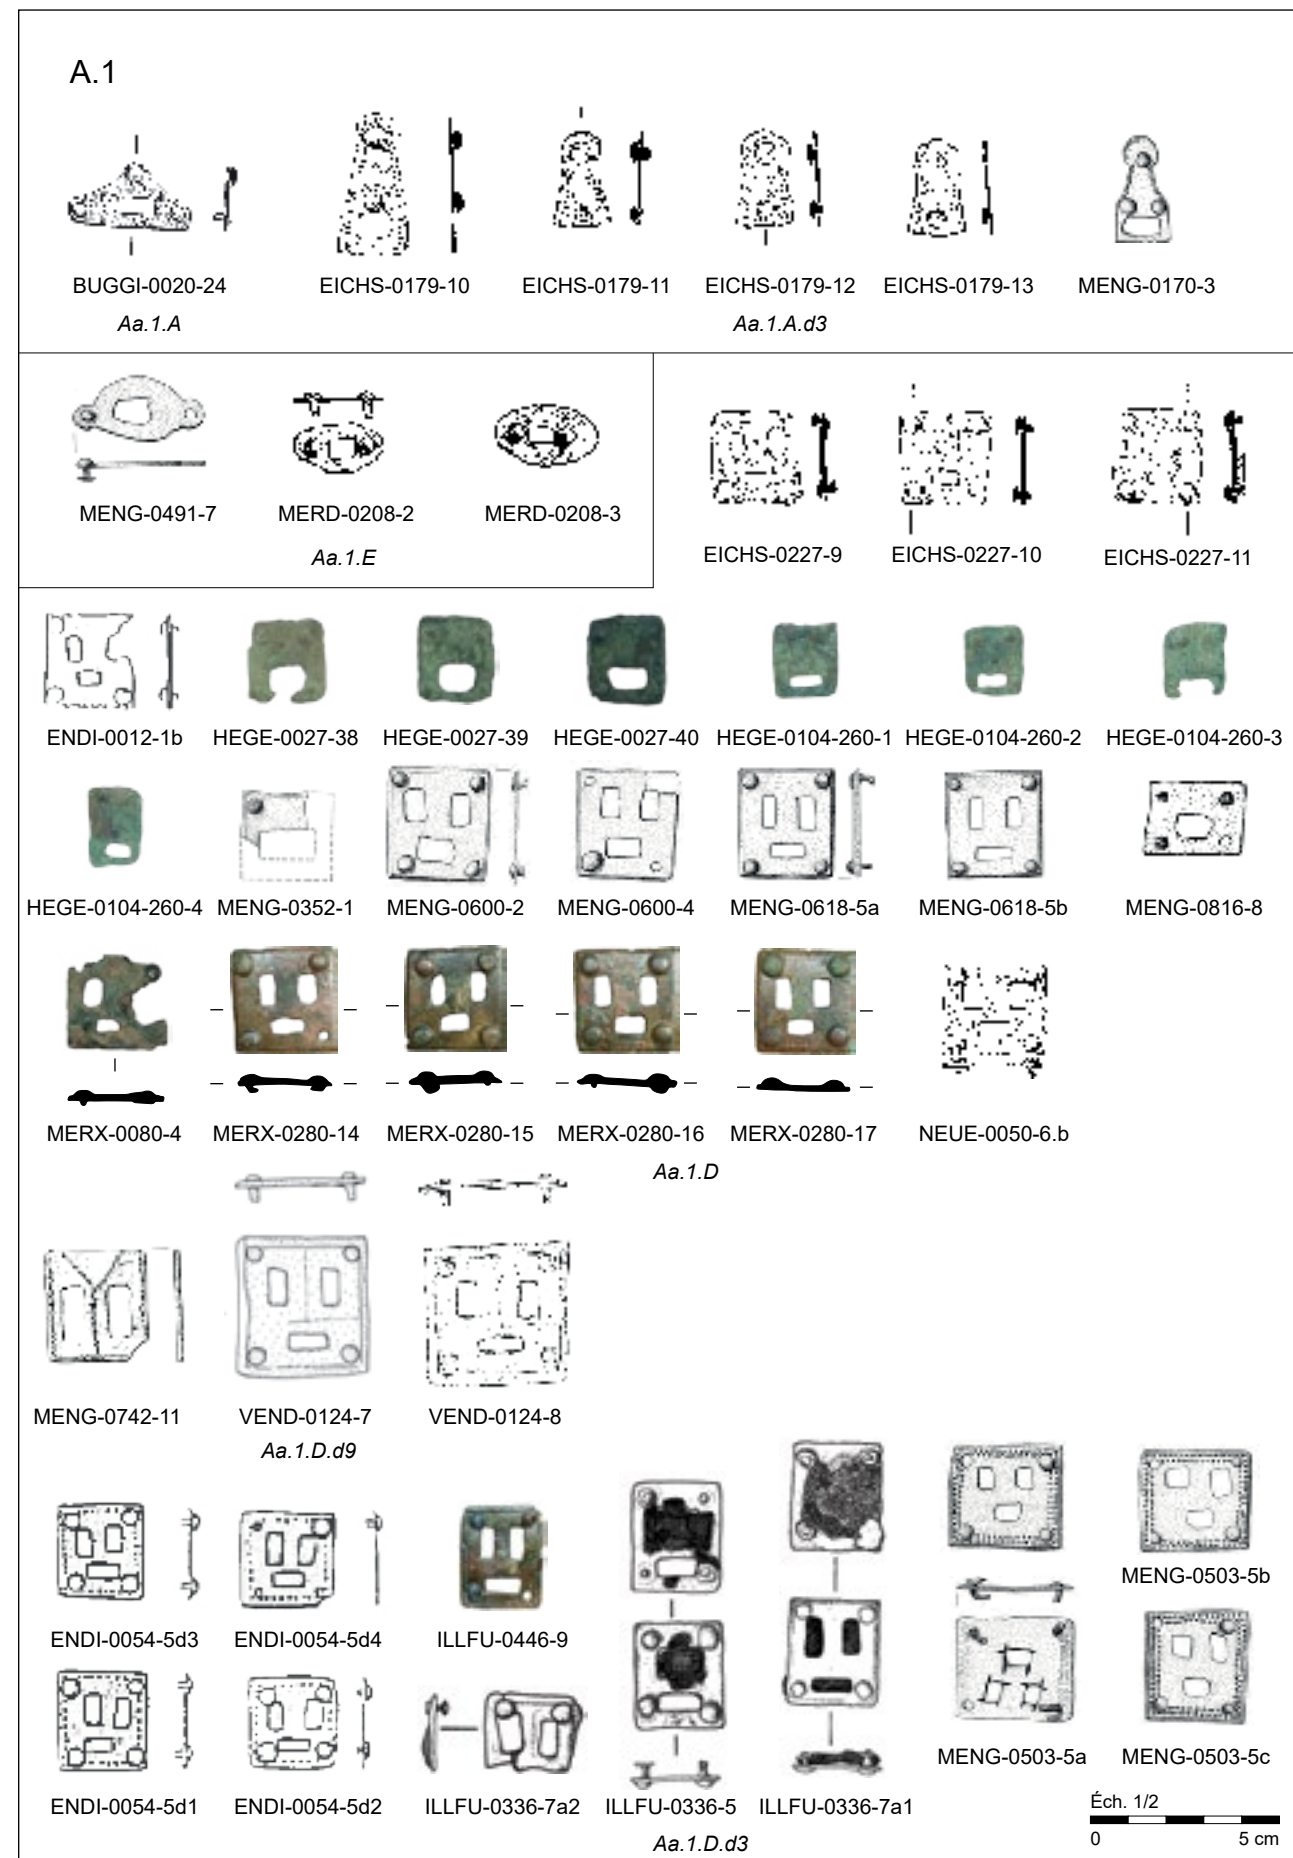 A.1
BUGGI-0020-24 EICHS-0179-10 EICHS-0179-11 EICHS-0179-12 EICHS-0179-13 MENG-0170-3
Aa.1.A Aa.1.A.d3
MENG-0491-7 MERD-0208-2 MERD-0208-3
Aa.1.E
EICHS-0227-9 EICHS-0227-10 EICHS-0227-11
ENDI-0012-1b HEGE-0027-38 HEGE-0027-39 HEGE-0027-40 HEGE-0104-260-1 HEGE-0104-260-2 HEGE-0104-260-3
HEGE-0104-260-4 MENG-0352-1 MENG-0600-2 MENG-0600-4 MENG-0618-5a MENG-0618-5b MENG-0816-8
MERX-0080-4 MERX-0280-14 MERX-0280-15 MERX-0280-16 MERX-0280-17 NEUE-0050-6.b
Aa.1.D
MENG-0742-11 VEND-0124-7 VEND-0124-8
Aa.1.D.d9
MENG-0503-5b
ENDI-0054-5d3 ENDI-0054-5d4 ILLFU-0446-9
MENG-0503-5a MENG-0503-5c
ENDI-0054-5d1 ENDI-0054-5d2 ILLFU-0336-7a2 ILLFU-0336-5 ILLFU-0336-7a1
Aa.1.D.d3
Éch. 1/2
0 5 cm